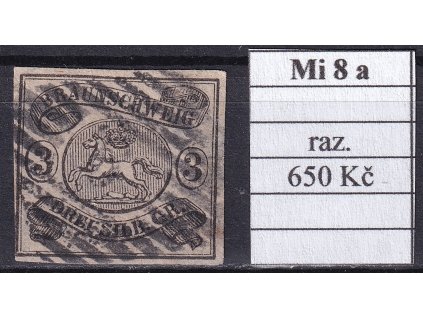 BRAUNSCHWEIG
3 3
DREI SILB. GR.
Mi 8 a
raz.
650 Kč